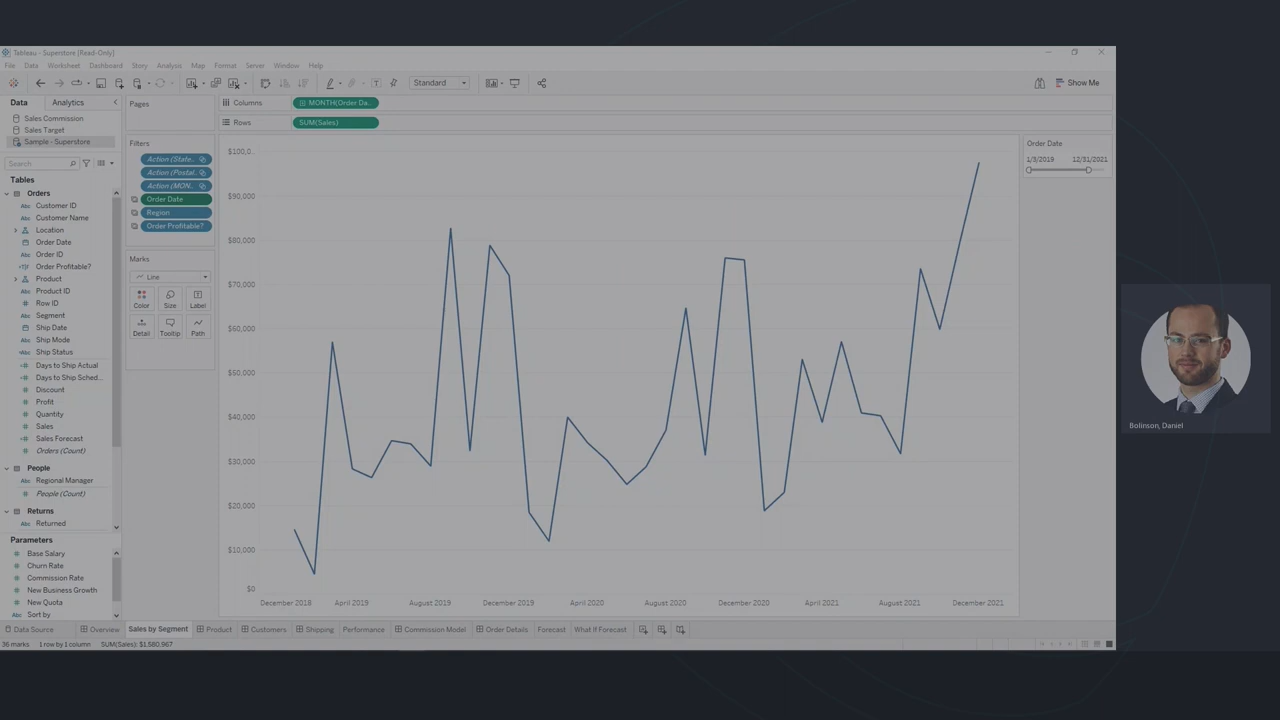 Tableau - Superstore [Read-Only]
File Data Worksheet Dashboard Story Analysis Map Format Server Window Help
Standard
Show Me
Data Analytics
Sales Commission
Sales Target
Sample - Superstore
Search
Tables
Orders
Abc Customer ID
Abc Customer Name
Location
Order Date
Abc Order ID
Order Profitable?
Product
Abc Product ID
# Row ID
Abc Segment
Ship Date
Abc Ship Mode
Ship Status
Days to Ship Actual
Days to Ship Sched...
# Discount
# Profit
# Quantity
# Sales
Sales Forecast
# Orders (Count)
People
Abc Regional Manager
# People (Count)
Returns
Abc Returned
Parameters
# Base Salary
# Churn Rate
# Commission Rate
# New Business Growth
# New Quota
Abc Sort by
Pages
Filters
Action (State..
Action (Postal..
Action (MON..
Order Date
Region
Order Profitable?
Marks
Line
Color Size Label
Detail Tooltip Path
Columns MONTH(Order Da..
Rows SUM(Sales)
$100,0..
$90,000
$80,000
$70,000
$60,000
$50,000
$40,000
$30,000
$20,000
$10,000
$0
December 2018 April 2019 August 2019 December 2019 April 2020 August 2020 December 2020 April 2021 August 2021 December 2021
Order Date
1/3/2019 12/31/2021
Bolinson, Daniel
Data Source Overview Sales by Segment Product Customers Shipping Performance Commission Model Order Details Forecast What If Forecast
36 marks 1 row by 1 column SUM(Sales): $1,580,967